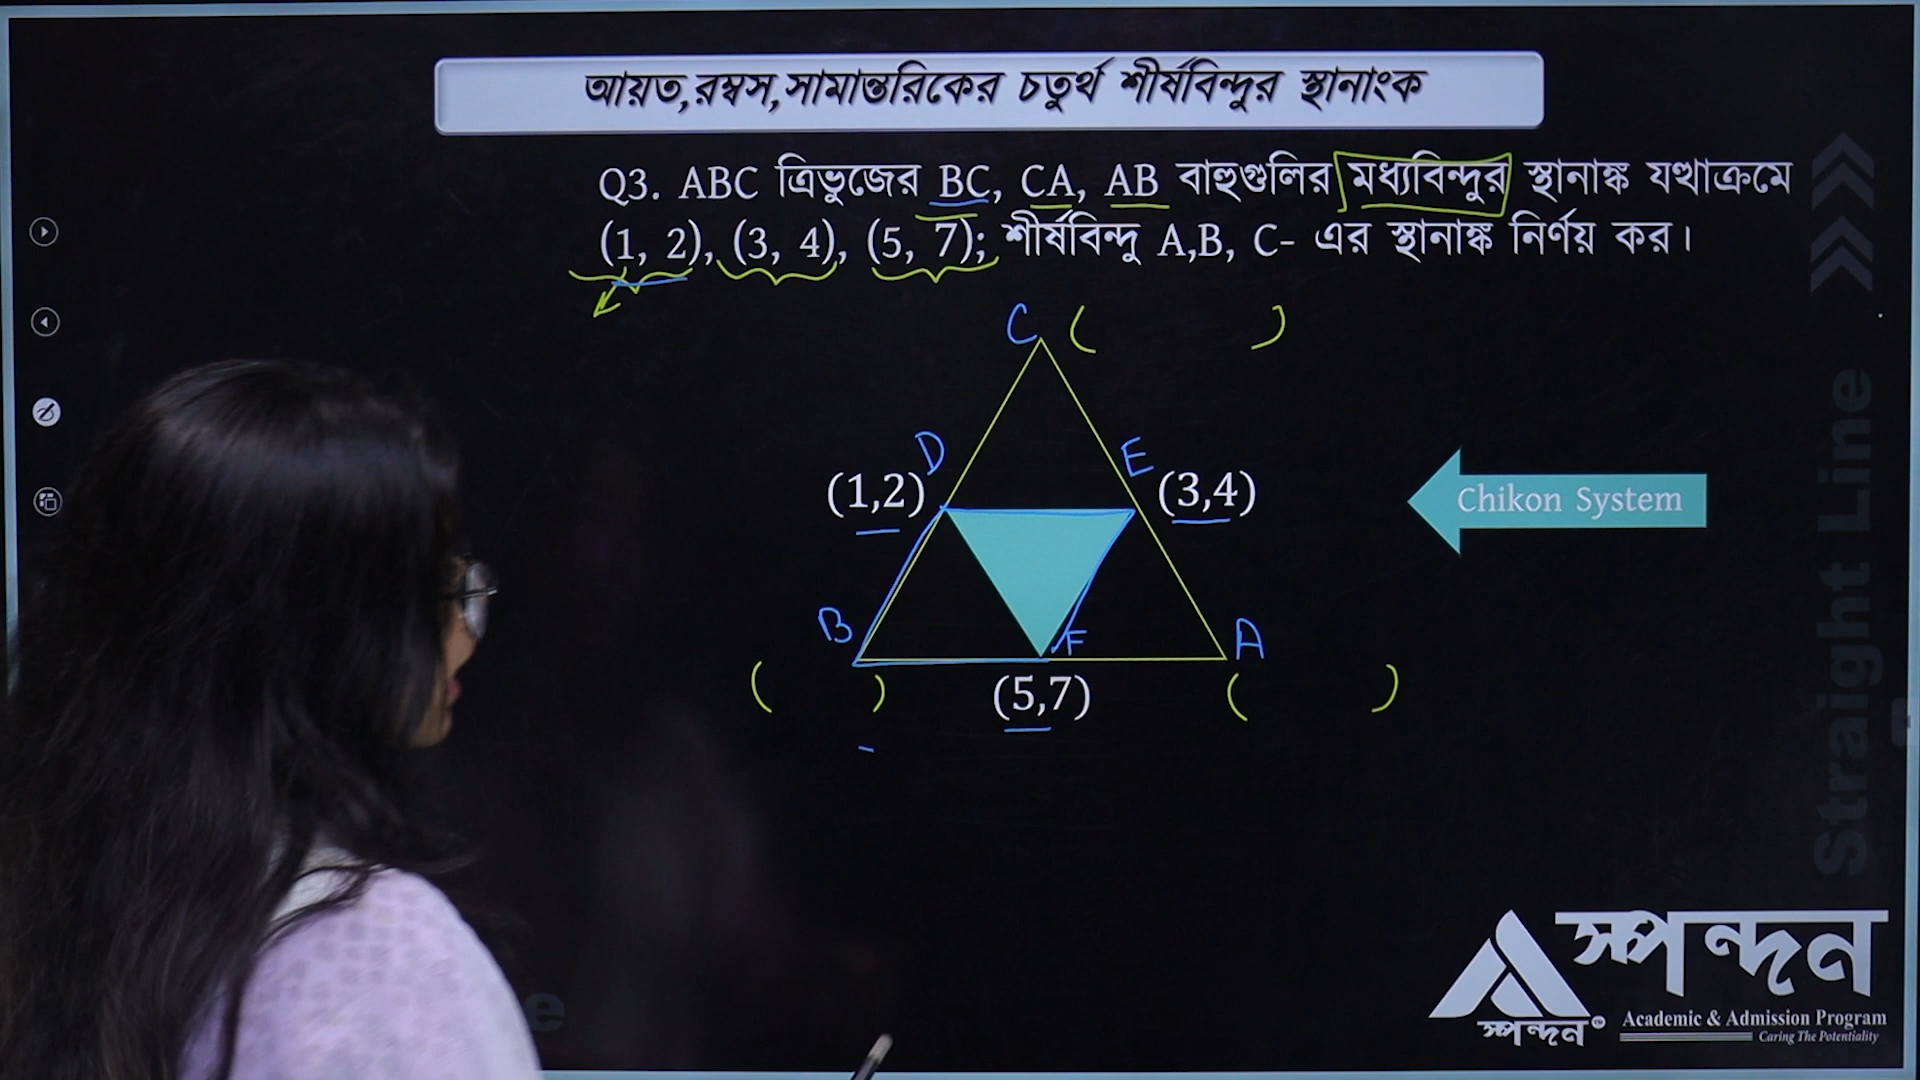 আয়ত,রম্বস,সামান্তরিকের চতুর্থ শীর্ষবিন্দুর স্থানাংক
Q3. ABC ত্রিভুজের BC, CA, AB বাহুগুলির মধ্যবিন্দুর স্থানাঙ্ক যথাক্রমে
(1, 2), (3, 4), (5, 7); শীর্ষবিন্দু A,B, C- এর স্থানাঙ্ক নির্ণয় কর।
C ( )
D E
(1,2) (3,4)
Chikon System
B F A
( ) (5,7) ( )
Straight Line
স্পন্দন
স্পন্দন
Academic & Admission Program
Caring The Potentiality